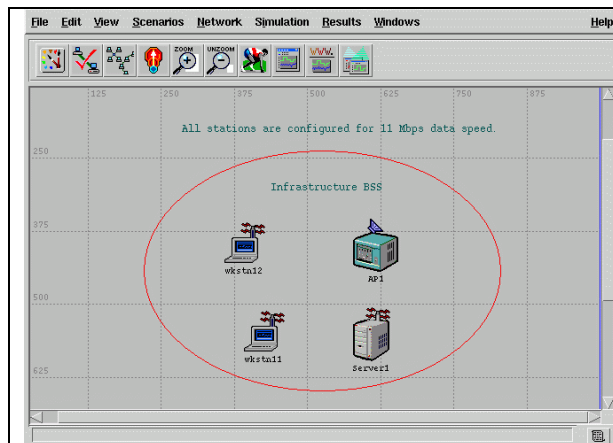 File Edit View Scenarios Network Simulation Results Windows Help
ZOOM UNZOOM WWW.
125 250 375 500 625 750 875
All stations are configured for 11 Mbps data speed.
250
Infrastructure BSS
375
wkstn12 AP1
500
wkstn11 Server1
625